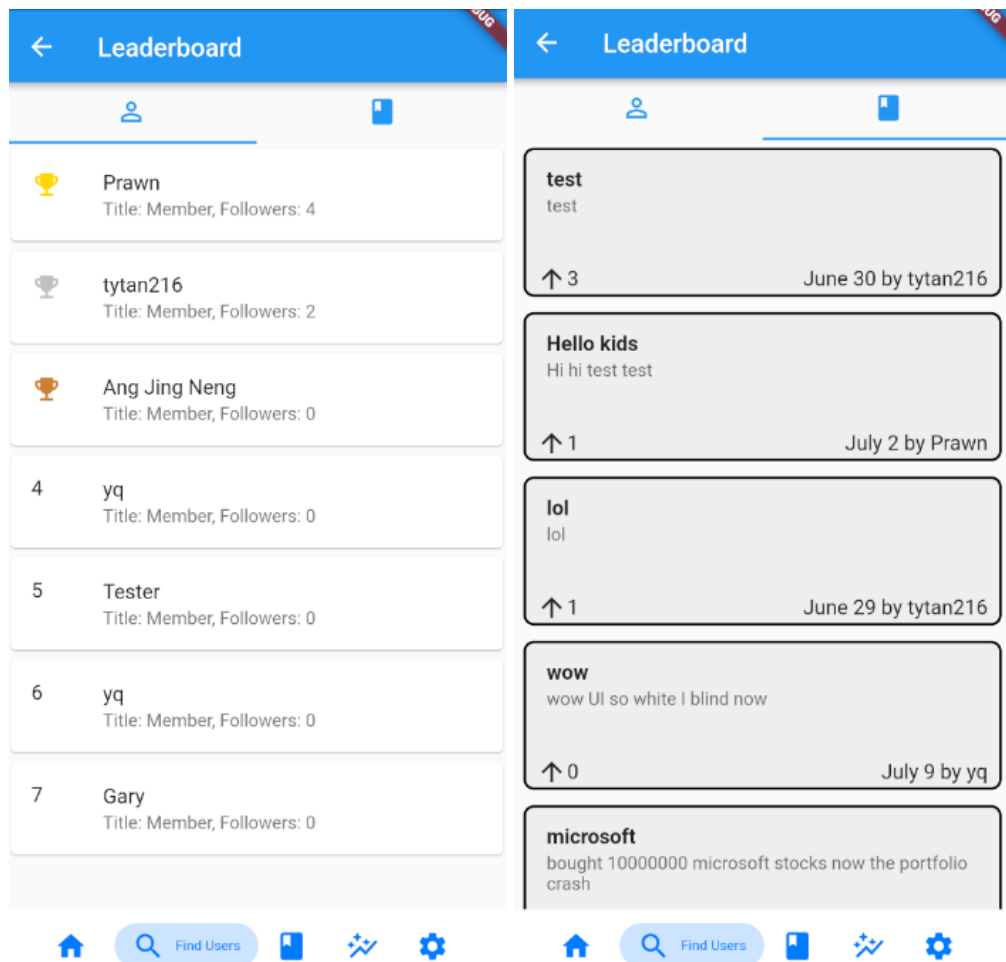 Leaderboard
Prawn
Title: Member, Followers: 4
tytan216
Title: Member, Followers: 2
Ang Jing Neng
Title: Member, Followers: 0
4
yq
Title: Member, Followers: 0
5
Tester
Title: Member, Followers: 0
6
yq
Title: Member, Followers: 0
7
Gary
Title: Member, Followers: 0
Find Users
Leaderboard
test
test
3
June 30 by tytan216
Hello kids
Hi hi test test
1
July 2 by Prawn
lol
lol
1
June 29 by tytan216
wow
wow UI so white I blind now
0
July 9 by yq
microsoft
bought 10000000 microsoft stocks now the portfolio
crash
Find Users